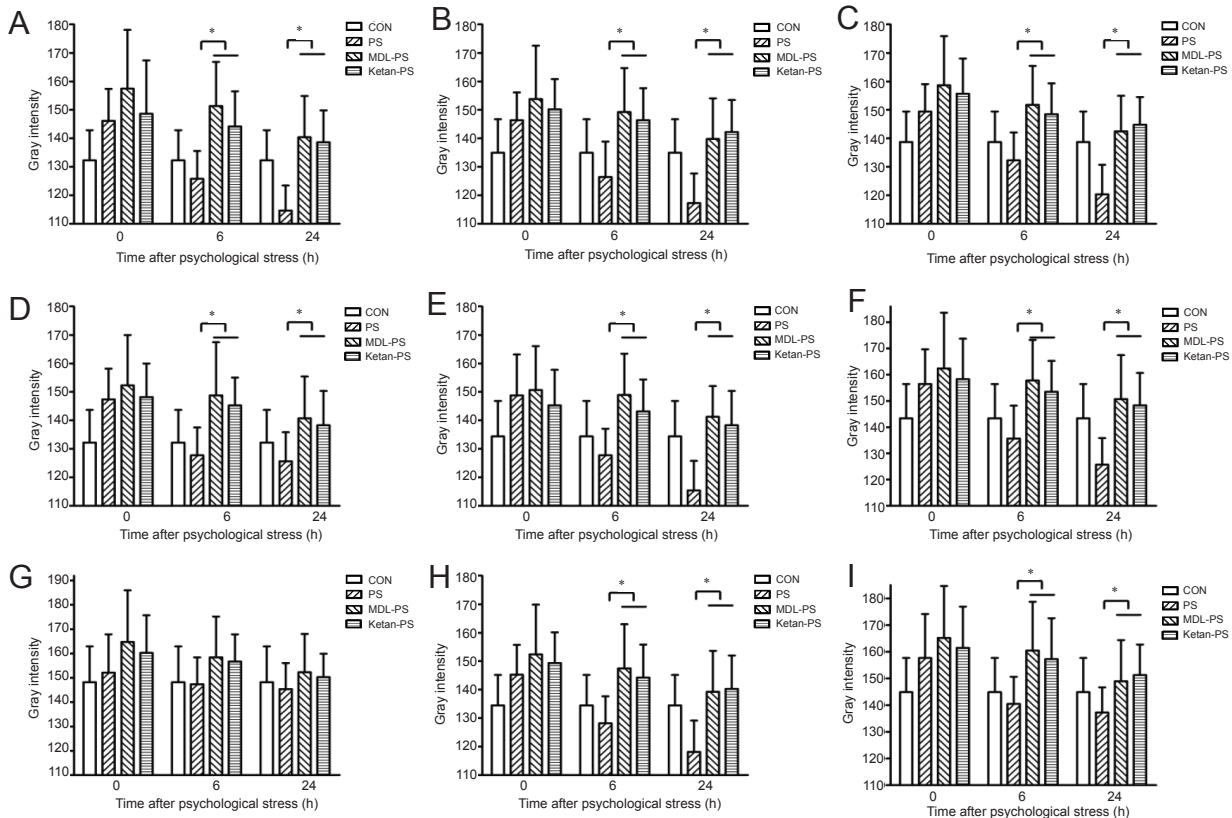 A
Gray intensity
180
170
160
150
140
130
120
110
0
6
24
Time after psychological stress (h)
*
*
CON
PS
MDL-PS
Ketan-PS
B
Gray intensity
180
170
160
150
140
130
120
110
0
6
24
Time after psychological stress (h)
*
*
CON
PS
MDL-PS
Ketan-PS
C
Gray intensity
180
170
160
150
140
130
120
110
0
6
24
Time after psychological stress (h)
*
*
CON
PS
MDL-PS
Ketan-PS
D
Gray intensity
180
170
160
150
140
130
120
110
0
6
24
Time after psychological stress (h)
*
*
CON
PS
MDL-PS
Ketan-PS
E
Gray intensity
180
170
160
150
140
130
120
110
0
6
24
Time after psychological stress (h)
*
*
CON
PS
MDL-PS
Ketan-PS
F
Gray intensity
180
170
160
150
140
130
120
110
0
6
24
Time after psychological stress (h)
*
*
CON
PS
MDL-PS
Ketan-PS
G
Gray intensity
190
180
170
160
150
140
130
120
110
0
6
24
Time after psychological stress (h)
CON
PS
MDL-PS
Ketan-PS
H
Gray intensity
180
170
160
150
140
130
120
110
0
6
24
Time after psychological stress (h)
*
*
CON
PS
MDL-PS
Ketan-PS
I
Gray intensity
180
170
160
150
140
130
120
110
0
6
24
Time after psychological stress (h)
*
*
CON
PS
MDL-PS
Ketan-PS